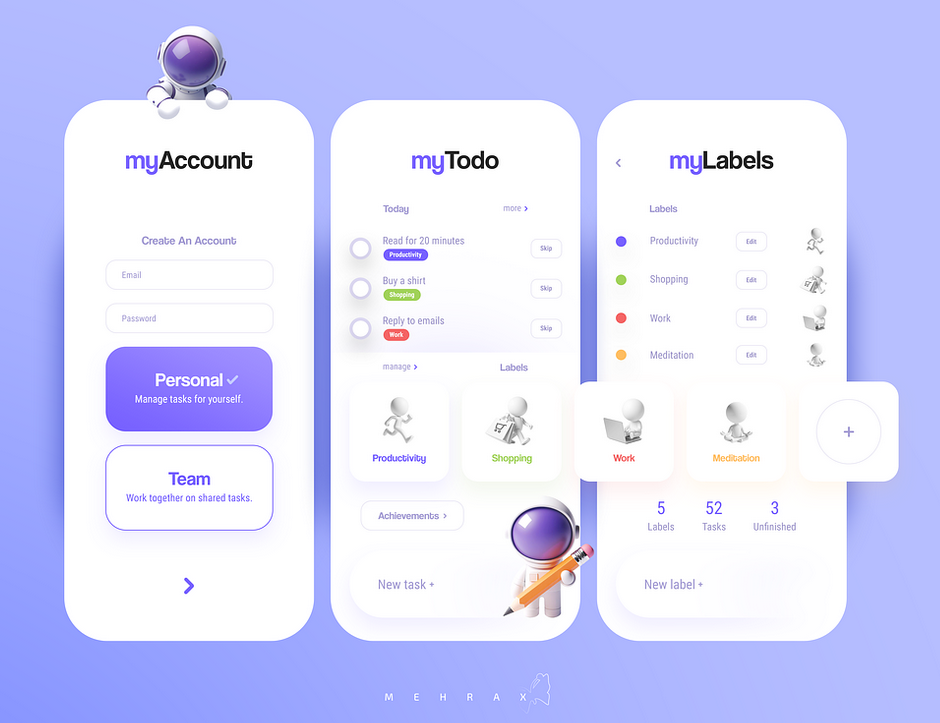 myAccount
Create An Account
Email
Password
Personal
Manage tasks for yourself.
Team
Work together on shared tasks.
myTodo
Today
more >
Read for 20 minutes
Productivity
Skip
Buy a shirt
Shopping
Skip
Reply to emails
Work
Skip
manage >
Labels
Productivity
Shopping
Work
Meditation
+
Achievements >
New task +
<
myLabels
Labels
Productivity
Edit
Shopping
Edit
Work
Edit
Meditation
Edit
5
Labels
52
Tasks
3
Unfinished
New label +
MEHRAX